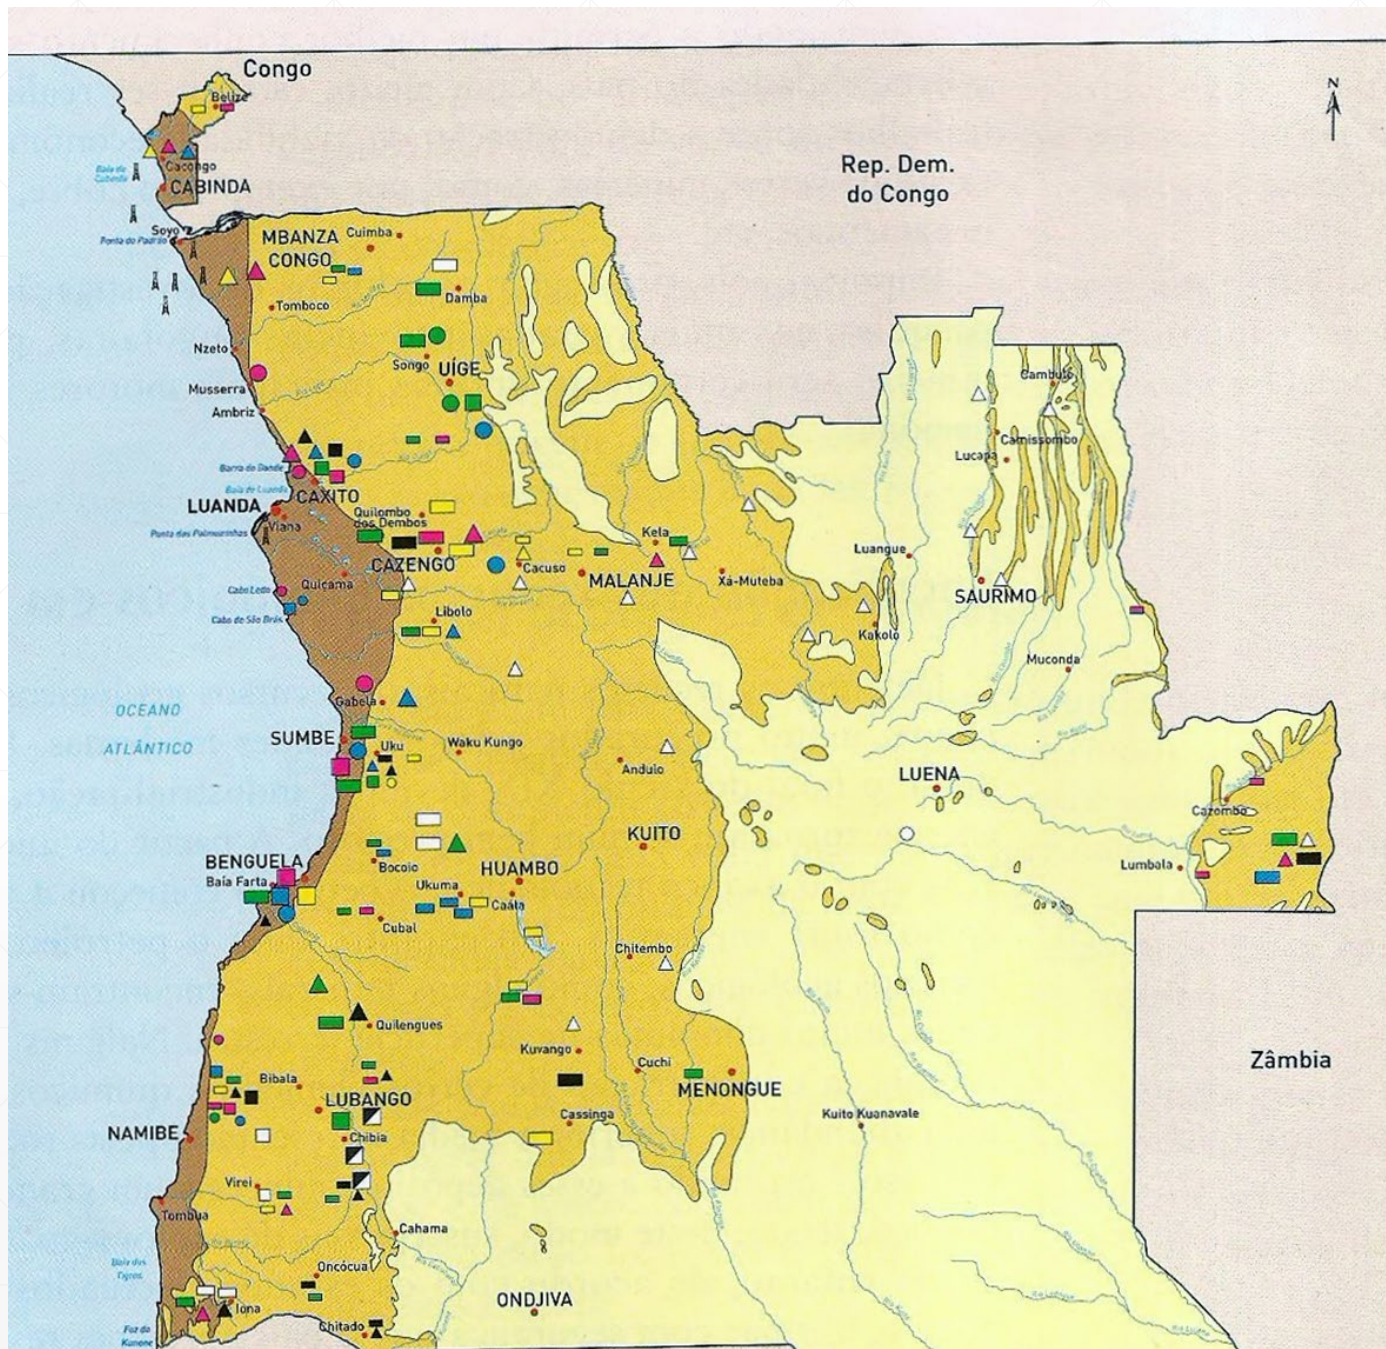 Congo
N
Belize
Rep. Dem.
do Congo
Cacongo
Baía de
Cabinda
CABINDA
Soyo
Ponta do Padrão
MBANZA
CONGO
Cuimba
Tomboco
Damba
Nzeto
Songo
UÍGE
Musserra
Ambriz
Cambulo
Camissombo
Lucapa
Barra do Dande
Baía de Luanda
CAXITO
LUANDA
Viana
Quilombo
dos Dembos
Ponta das Palmeirinhas
Kela
Luangue
CAZENGO
Cacuso
MALANJE
Xá-Muteba
Quiçama
SAURIMO
Cabo Ledo
Cabo de São Brás
Libolo
Kakolo
Muconda
Gabela
OCEANO
ATLÂNTICO
SUMBE
Uku
Waku Kungo
Andulo
LUENA
Cazombo
KUITO
BENGUELA
Baía Farta
Bocoio
HUAMBO
Lumbala
Ukuma
Caála
Cubal
Chitembo
Quilengues
Kuvango
Cuchi
Zâmbia
Bibala
LUBANGO
MENONGUE
Cassinga
Kuito Kuanavale
NAMIBE
Chibia
Virei
Tombua
Cahama
Baía dos
Tigres
Oncócua
ONDJIVA
Iona
Foz do
Kunene
Chitado